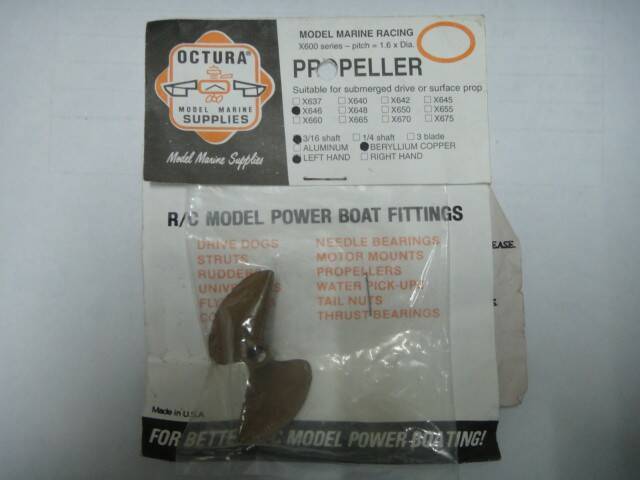 OCTURA®
MODEL MARINE
SUPPLIES
Model Marine Supplies
MODEL MARINE RACING
X600 series - pitch = 1.6 x Dia.
PROPELLER
Suitable for submerged drive or surface prop
X637 X640 X642 X645
X646 X648 X650 X655
X660 X665 X670 X675
3/16 shaft 1/4 shaft 3 blade
ALUMINUM BERYLLIUM COPPER
LEFT HAND RIGHT HAND
R/C MODEL POWER BOAT FITTINGS
DRIVE DOGS NEEDLE BEARINGS
STRUTS MOTOR MOUNTS
RUDDERS PROPELLERS
WATER PICK-UPS
TAIL NUTS
THRUST BEARINGS
EASE.
Made in U.S.A
FOR BETTER R/C MODEL POWER BOATING!